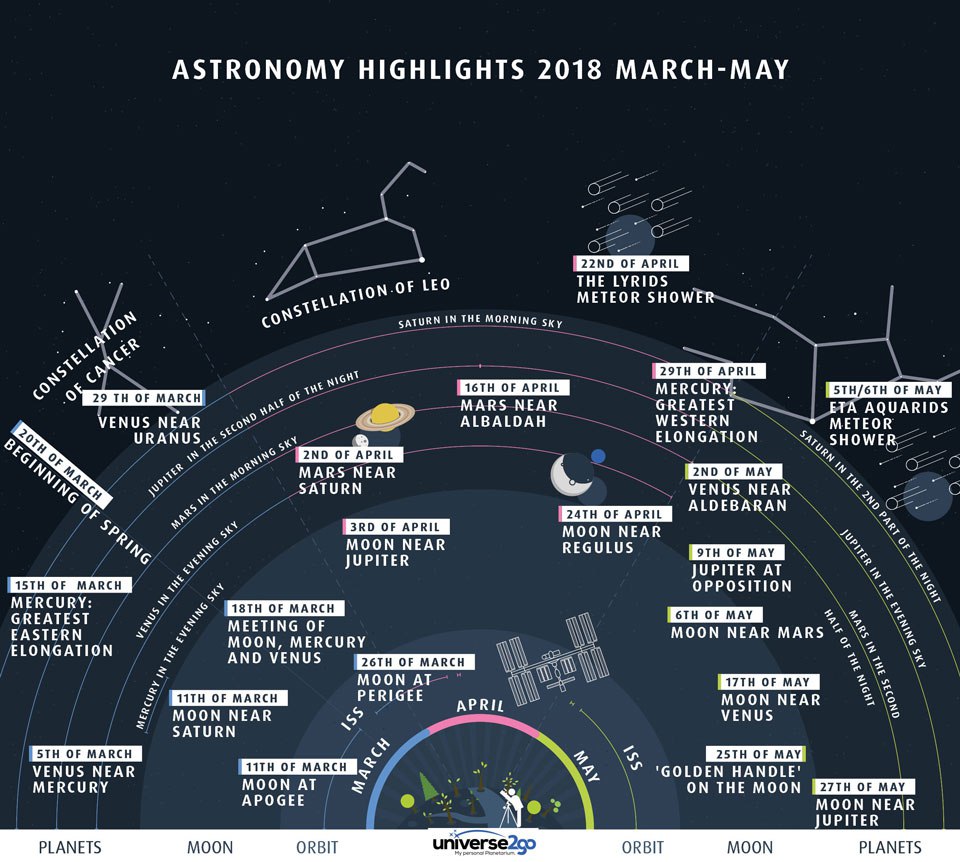 ASTRONOMY HIGHLIGHTS 2018 MARCH-MAY
CONSTELLATION
OF CANCER
CONSTELLATION OF LEO
22ND OF APRIL
THE LYRIDS
METEOR SHOWER
SATURN IN THE MORNING SKY
JUPITER IN THE SECOND HALF OF THE NIGHT
MARS IN THE MORNING SKY
VENUS IN THE EVENING SKY
MERCURY IN THE EVENING SKY
29 TH OF MARCH
VENUS NEAR
URANUS
20TH OF MARCH
BEGINNING OF SPRING
15TH OF MARCH
MERCURY:
GREATEST
EASTERN
ELONGATION
18TH OF MARCH
MEETING OF
MOON, MERCURY
AND VENUS
11TH OF MARCH
MOON NEAR
SATURN
5TH OF MARCH
VENUS NEAR
MERCURY
11TH OF MARCH
MOON AT
APOGEE
26TH OF MARCH
MOON AT
PERIGEE
ISS
2ND OF APRIL
MARS NEAR
SATURN
3RD OF APRIL
MOON NEAR
JUPITER
16TH OF APRIL
MARS NEAR
ALBALDAH
24TH OF APRIL
MOON NEAR
REGULUS
29TH OF APRIL
MERCURY:
GREATEST
WESTERN
ELONGATION
5TH/6TH OF MAY
ETA AQUARIDS
METEOR
SHOWER
SATURN IN THE 2ND PART OF THE NIGHT
JUPITER IN THE EVENING SKY
MARS IN THE SECOND
HALF OF THE NIGHT
2ND OF MAY
VENUS NEAR
ALDEBARAN
9TH OF MAY
JUPITER AT
OPPOSITION
6TH OF MAY
MOON NEAR MARS
17TH OF MAY
MOON NEAR
VENUS
25TH OF MAY
'GOLDEN HANDLE'
ON THE MOON
27TH OF MAY
MOON NEAR
JUPITER
ISS
MARCH
APRIL
MAY
PLANETS
MOON
ORBIT
universe2go
My personal Planetarium.
ORBIT
MOON
PLANETS